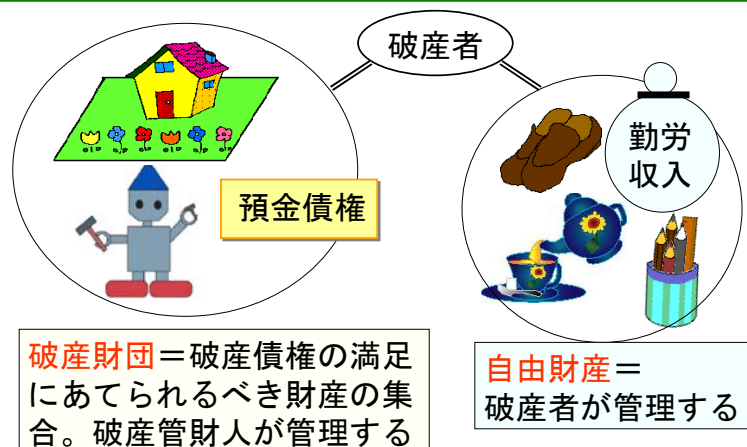 破産者
勤労
収入
預金債権
破産財団＝破産債権の満足
にあてられるべき財産の集
合。破産管財人が管理する
自由財産＝
破産者が管理する